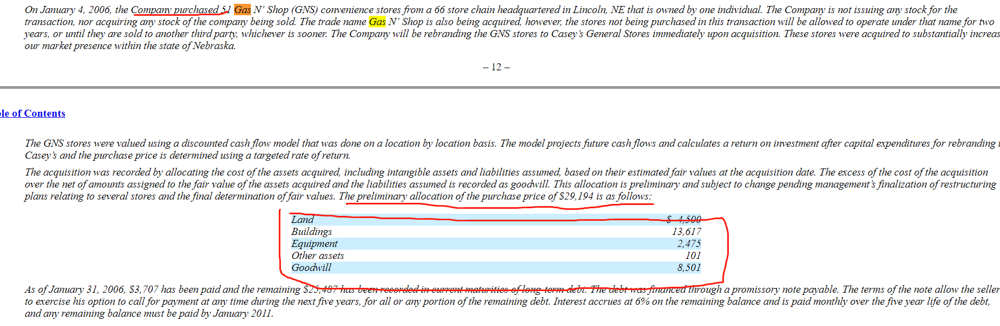 On January 4, 2006, the Company purchased 51 Gas N’ Shop (GNS) convenience stores from a 66 store chain headquartered in Lincoln, NE that is owned by one individual. The Company is not issuing any stock for the
transaction, nor acquiring any stock of the company being sold. The trade name Gas N’ Shop is also being acquired, however, the stores not being purchased in this transaction will be allowed to operate under that name for two
years, or until they are sold to another third party, whichever is sooner. The Company will be rebranding the GNS stores to Casey’s General Stores immediately upon acquisition. These stores were acquired to substantially increas
our market presence within the state of Nebraska.
– 12 –
le of Contents
The GNS stores were valued using a discounted cash flow model that was done on a location by location basis. The model projects future cash flows and calculates a return on investment after capital expenditures for rebranding
Casey’s and the purchase price is determined using a targeted rate of return.
The acquisition was recorded by allocating the cost of the assets acquired, including intangible assets and liabilities assumed, based on their estimated fair values at the acquisition date. The excess of the cost of the acquisition
over the net of amounts assigned to the fair value of the assets acquired and the liabilities assumed is recorded as goodwill. This allocation is preliminary and subject to change pending management’s finalization of restructuring
plans relating to several stores and the final determination of fair values. The preliminary allocation of the purchase price of $29,194 is as follows:
Land $ 4,500
Buildings 13,617
Equipment 2,475
Other assets 101
Goodwill 8,501
As of January 31, 2006, $3,707 has been paid and the remaining $25,487 has been recorded in current maturities of long-term debt. The debt was financed through a promissory note payable. The terms of the note allow the seller
to exercise his option to call for payment at any time during the next five years, for all or any portion of the remaining debt. Interest accrues at 6% on the remaining balance and is paid monthly over the five year life of the debt,
and any remaining balance must be paid by January 2011.